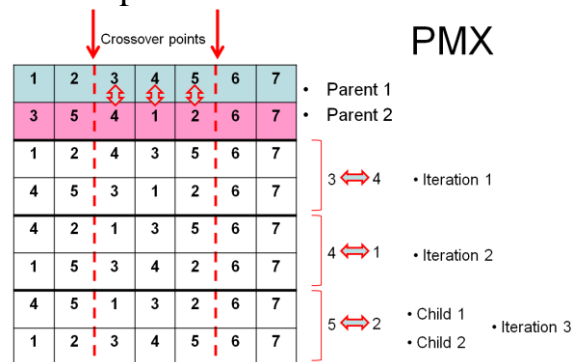 Crossover points
PMX
1 2 3 4 5 6 7
• Parent 1
3 5 4 1 2 6 7
• Parent 2
1 2 4 3 5 6 7
4 5 3 1 2 6 7
3 4
• Iteration 1
4 2 1 3 5 6 7
1 5 3 4 2 6 7
4 1
• Iteration 2
4 5 1 3 2 6 7
1 2 3 4 5 6 7
5 2
• Child 1
• Child 2
• Iteration 3